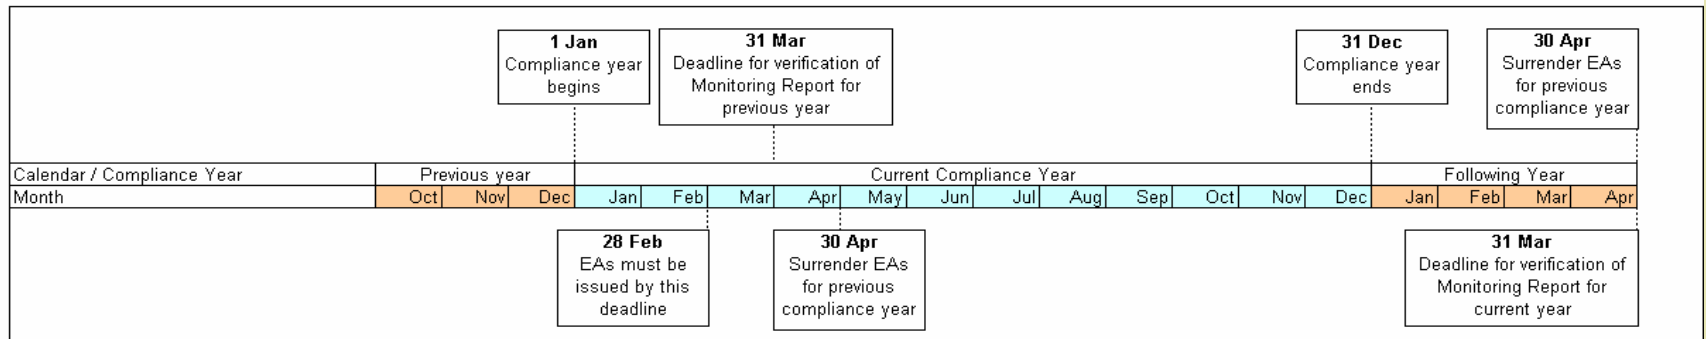 1 Jan
Compliance year
begins
31 Mar
Deadline for verification of
Monitoring Report for
previous year
31 Dec
Compliance year
ends
30 Apr
Surrender EAs
for previous
compliance year
Calendar / Compliance Year Previous year Current Compliance Year Following Year
Month Oct Nov Dec Jan Feb Mar Apr May Jun Jul Aug Sep Oct Nov Dec Jan Feb Mar Apr
28 Feb
EAs must be
issued by this
deadline
30 Apr
Surrender EAs
for previous
compliance year
31 Mar
Deadline for verification of
Monitoring Report for
current year